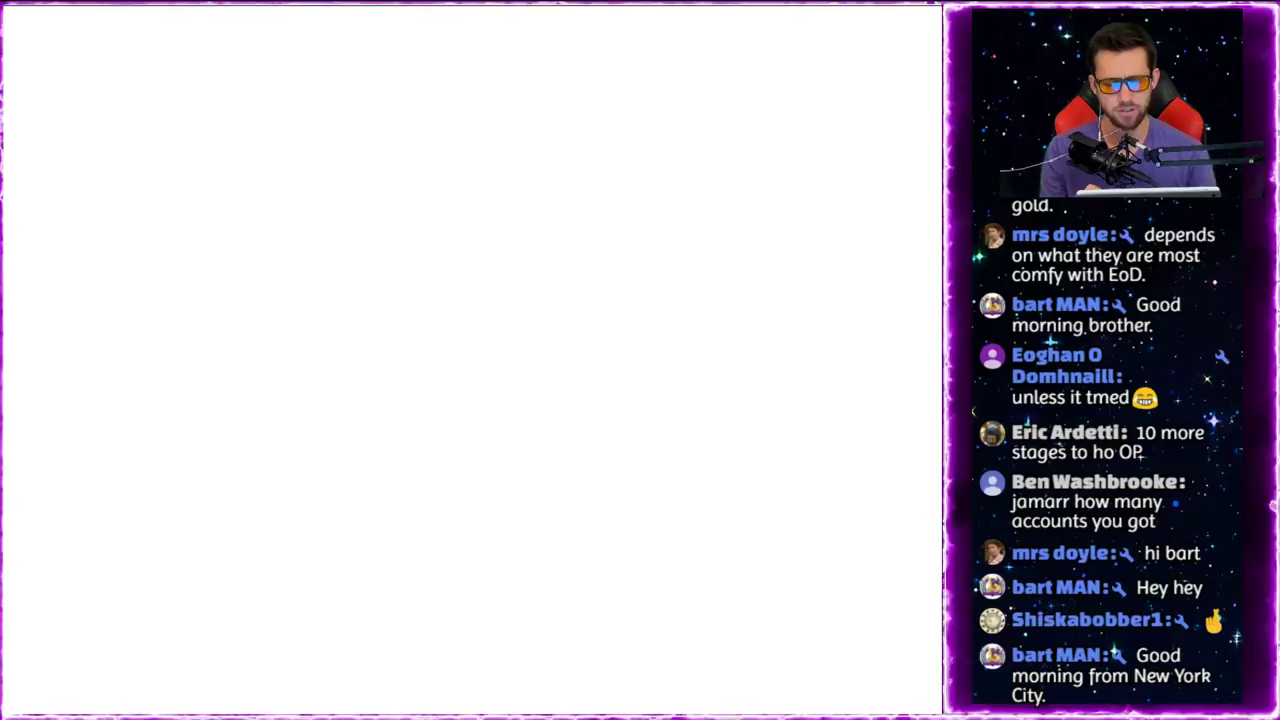 gold.
mrs doyle: depends
on what they are most
comfy with EoD.
bart MAN: Good
morning brother.
Eoghan O
Domhnaill:
unless it tmed😂
Eric Ardetti: 10 more
stages to ho OP.
Ben Washbrooke:
jamarr how many
accounts you got
mrs doyle: hi bart
bart MAN: Hey hey
Shiskabobber1: 🤞
bart MAN: Good
morning from New York
City.